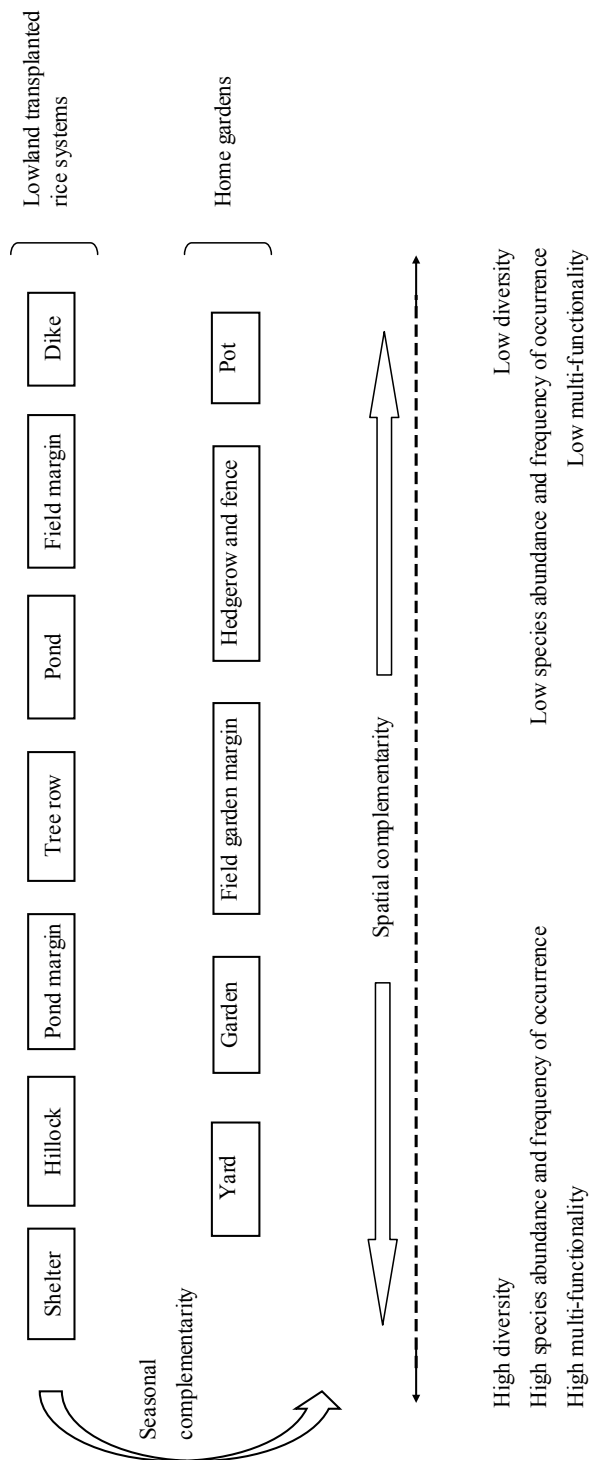 Lowland transplanted
rice systems
Shelter
Hillock
Pond margin
Tree row
Pond
Field margin
Dike
Home gardens
Yard
Garden
Field garden margin
Hedgerow and fence
Pot
Seasonal
complementarity
Spatial complementarity
High diversity
High species abundance and frequency of occurrence
High multi-functionality
Low diversity
Low species abundance and frequency of occurrence
Low multi-functionality